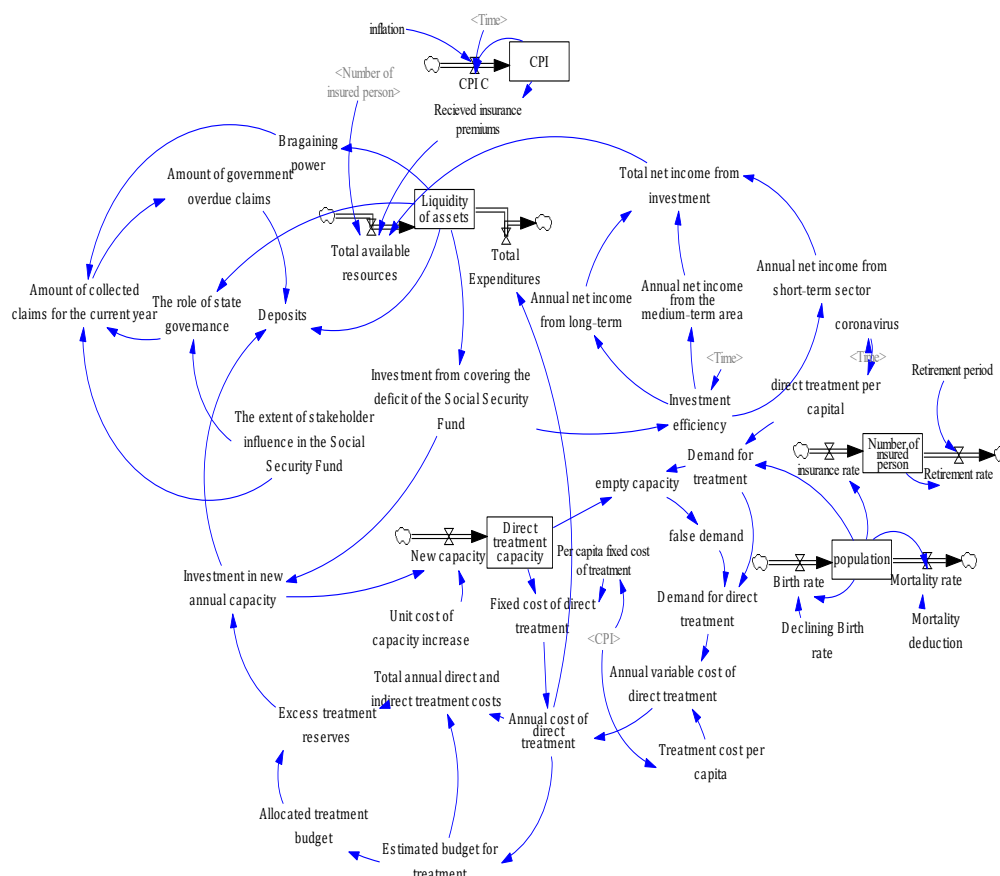 <Time>
inflation
CPI
CPI C
<Number of
insured person>
Recieved insurance
premiums
Bragaining
power
Amount of government
overdue claims
Total net income from
investment
Liquidity
of assets
Total available
resources
Total
Expenditures
Annual net income from
short-term sector
Amount of collected
claims for the current year
The role of state
governance
Deposits
Annual net income
from long-term
Annual net income
from the
medium-term area
coronavirus
<Time>
<Time>
Investment from covering the
deficit of the Social Security
Fund
direct treatment per
capital
Retirement period
Investment
efficiency
The extent of stakeholder
influence in the Social
Security Fund
Number of
insured
person
insurance rate
Retirement rate
Demand for
treatment
empty capacity
Direct
treatment
capacity
New capacity
false demand
Per capita fixed cost
of treatment
population
Birth rate
Mortality rate
Investment in new
annual capacity
Unit cost of
capacity increase
Fixed cost of direct
treatment
Demand for direct
treatment
Declining Birth
rate
Mortality
deduction
<CPI>
Total annual direct and
indirect treatment costs
Annual variable cost of
direct treatment
Excess treatment
reserves
Annual cost of
direct
treatment
Treatment cost per
capita
Allocated treatment
budget
Estimated budget for
treatment